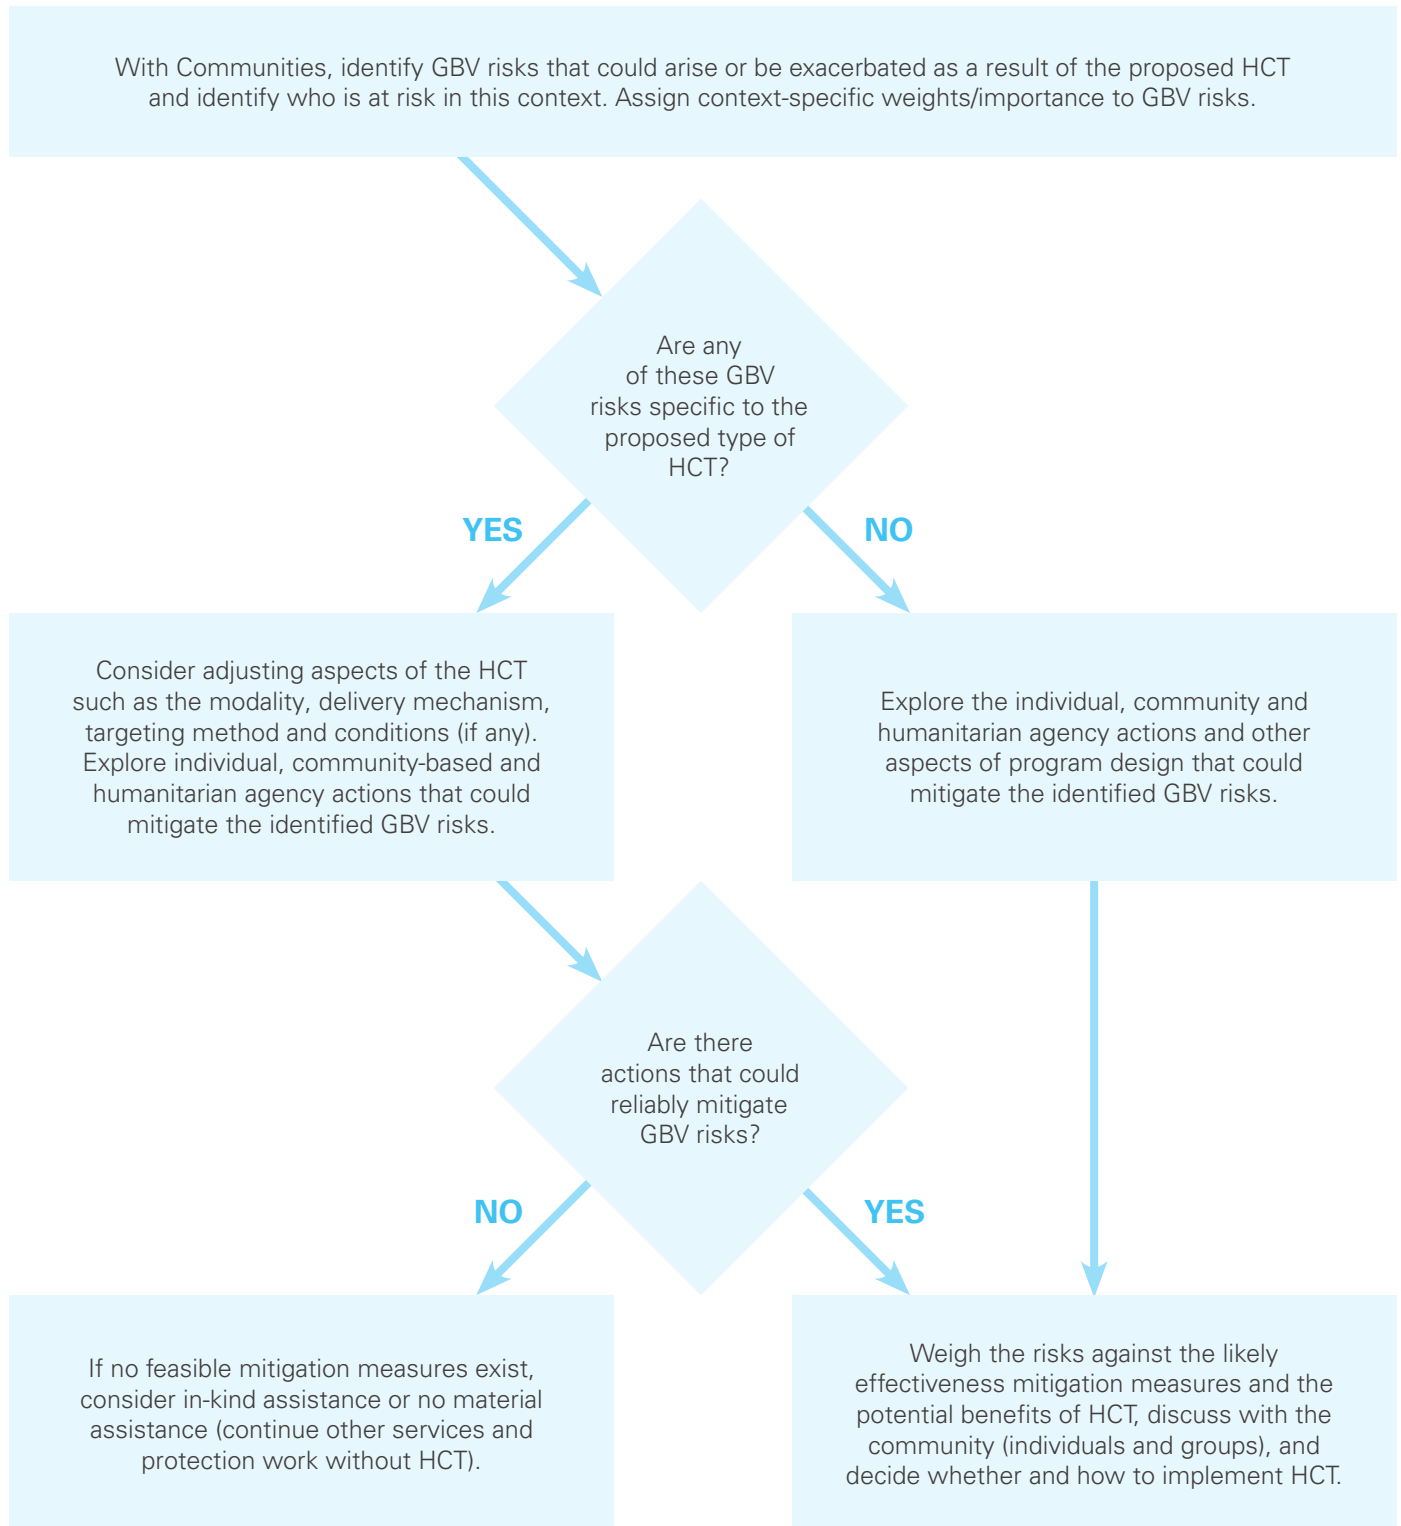 With Communities, identify GBV risks that could arise or be exacerbated as a result of the proposed HCT
and identify who is at risk in this context. Assign context-specific weights/importance to GBV risks.
Are any
of these GBV
risks specific to the
proposed type of
HCT?
YES
NO
Consider adjusting aspects of the HCT
such as the modality, delivery mechanism,
targeting method and conditions (if any).
Explore individual, community-based and
humanitarian agency actions that could
mitigate the identified GBV risks.
Explore the individual, community and
humanitarian agency actions and other
aspects of program design that could
mitigate the identified GBV risks.
Are there
actions that could
reliably mitigate
GBV risks?
NO
YES
If no feasible mitigation measures exist,
consider in-kind assistance or no material
assistance (continue other services and
protection work without HCT).
Weigh the risks against the likely
effectiveness mitigation measures and the
potential benefits of HCT, discuss with the
community (individuals and groups), and
decide whether and how to implement HCT.